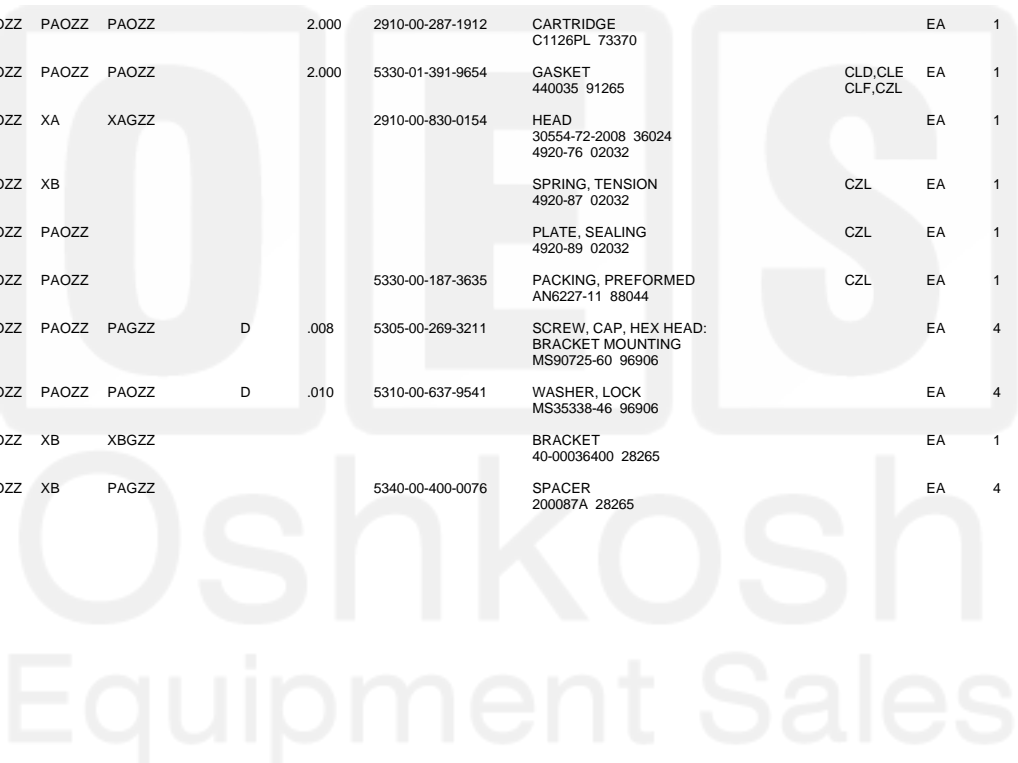 OZZ PAOZZ PAOZZ 2.000 2910-00-287-1912 CARTRIDGE EA 1
C1126PL 73370
OZZ PAOZZ PAOZZ 2.000 5330-01-391-9654 GASKET CLD,CLE EA 1
440035 91265 CLF,CZL
OZZ XA XAGZZ 2910-00-830-0154 HEAD EA 1
30554-72-2008 36024
4920-76 02032
OZZ XB SPRING, TENSION CZL EA 1
4920-87 02032
OZZ PAOZZ PLATE, SEALING CZL EA 1
4920-89 02032
OZZ PAOZZ 5330-00-187-3635 PACKING, PREFORMED CZL EA 1
AN6227-11 88044
OZZ PAOZZ PAGZZ D .008 5305-00-269-3211 SCREW, CAP, HEX HEAD: EA 4
BRACKET MOUNTING
MS90725-60 96906
OZZ PAOZZ PAOZZ D .010 5310-00-637-9541 WASHER, LOCK EA 4
MS35338-46 96906
OZZ XB XBGZZ BRACKET EA 1
40-00036400 28265
OZZ XB PAGZZ 5340-00-400-0076 SPACER EA 4
200087A 28265
OES
Oshkosh
Equipment Sales